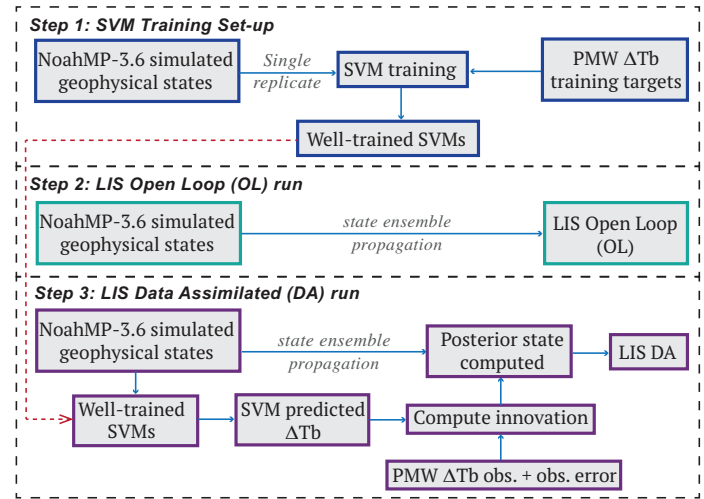 Step 1: SVM Training Set-up
NoahMP-3.6 simulated
geophysical states
Single
replicate
SVM training
PMW ΔTb
training targets
Well-trained SVMs
Step 2: LIS Open Loop (OL) run
NoahMP-3.6 simulated
geophysical states
state ensemble
propagation
LIS Open Loop
(OL)
Step 3: LIS Data Assimilated (DA) run
NoahMP-3.6 simulated
geophysical states
state ensemble
propagation
Posterior state
computed
LIS DA
Well-trained
SVMs
SVM predicted
ΔTb
Compute innovation
PMW ΔTb obs. + obs. error